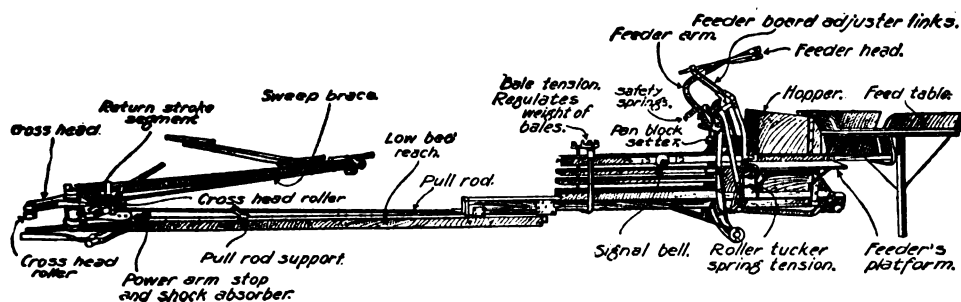 Feeder board adjuster links.
Feeder arm.
Feeder head.
Bale tension.
Regulates
weight of
bales.
Safety
springs.
Hopper.
Feed table.
Return stroke
segment
Sweep brace.
Cross head.
Low bed
reach.
Pan block
setter.
Cross head roller
Pull rod.
Cross head
roller
Pull rod support.
Power arm stop
and shock absorber.
Signal bell.
Roller tucker
spring tension.
Feeder's
platform.